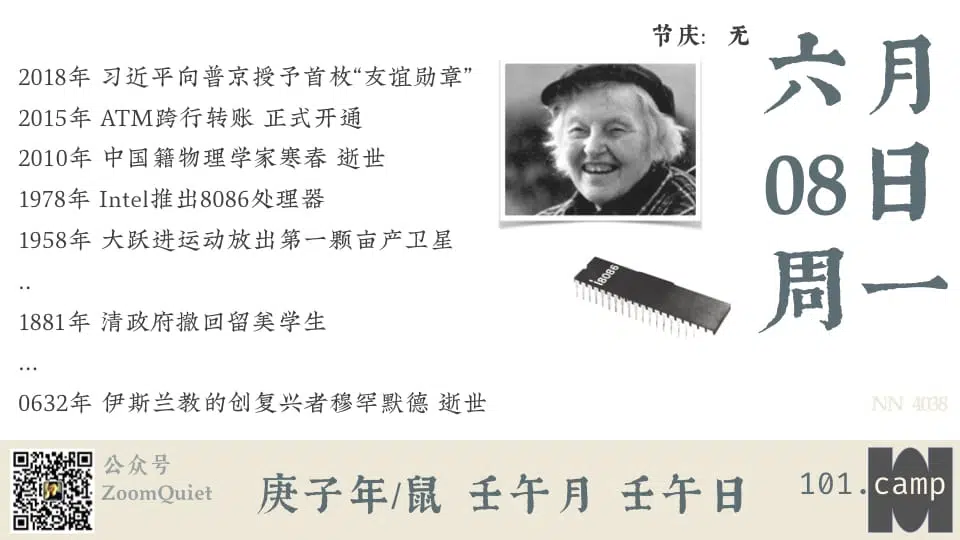 节庆： 无
六月
08日
周一
2018年 习近平向普京授予首枚“友谊勋章”
2015年 ATM跨行转账 正式开通
2010年 中国籍物理学家寒春 逝世
1978年 Intel推出8086处理器
1958年 大跃进运动放出第一颗亩产卫星
..
1881年 清政府撤回留美学生
...
0632年 伊斯兰教的创复兴者穆罕默德 逝世
i8086
NN 4038
公众号
ZoomQuiet
庚子年/鼠 壬午月 壬午日
101.camp